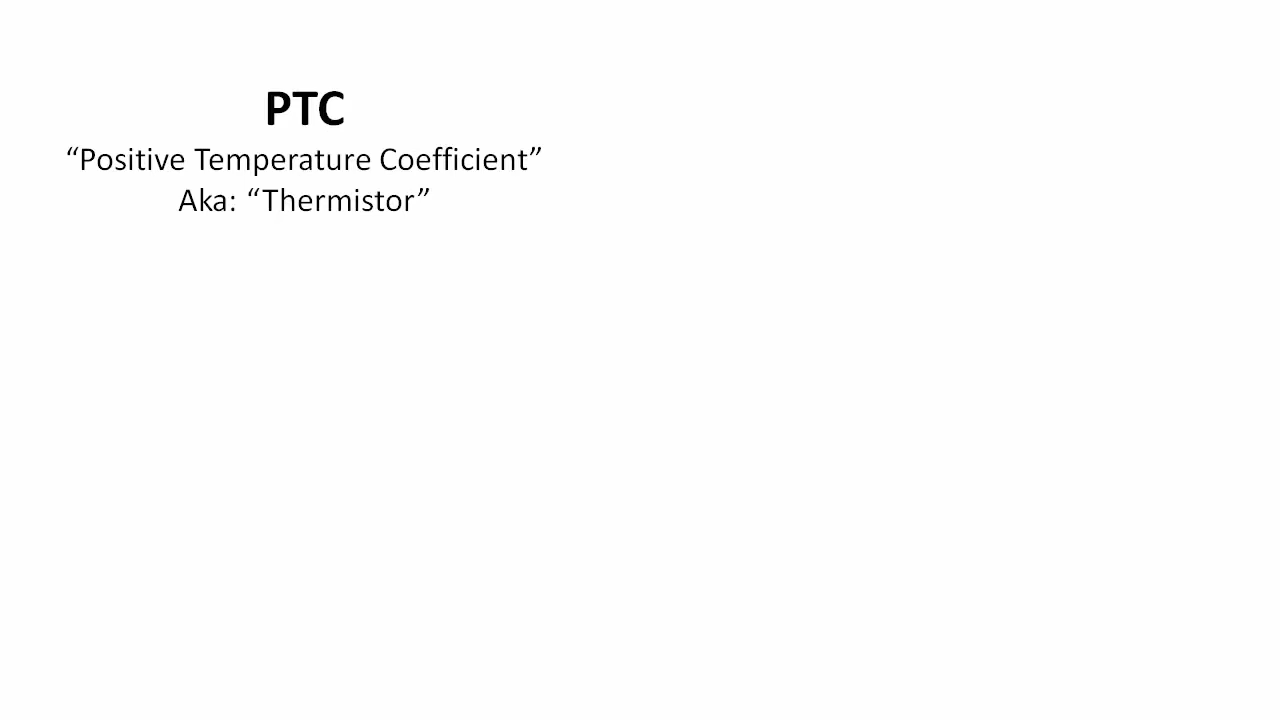 PTC
“Positive Temperature Coefficient”
Aka: “Thermistor”